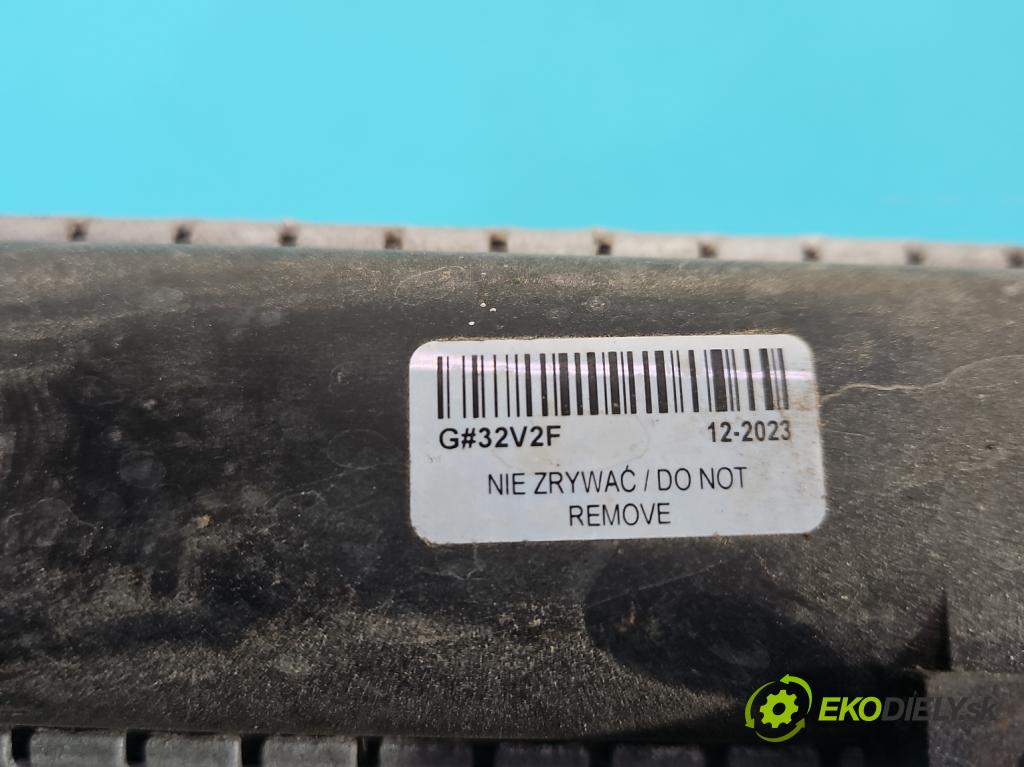 G#32V2F 12-2023
NIE ZRYWAĆ / DO NOT
REMOVE
EKODIELY.sk